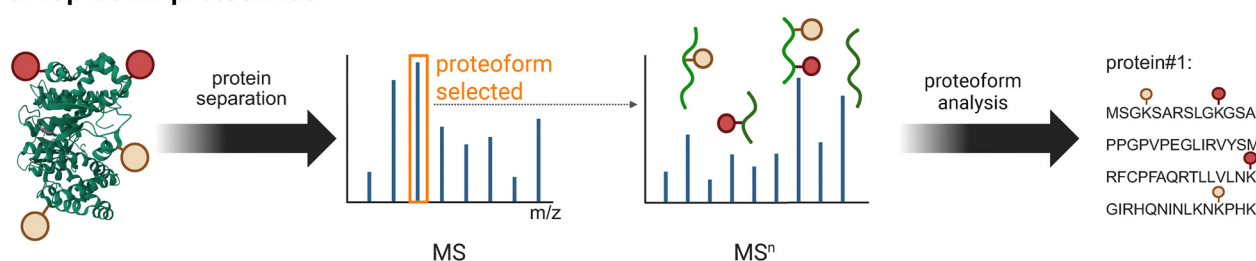 protein
separation
proteoform
selected
m/z
MS
MSⁿ
proteoform
analysis
protein#1:
MSGKSARSLGKGSA
PPGPVPEGLIRVYSM
RFCPFAQRTLLVLNK
GIRHQNINLKNKPHK